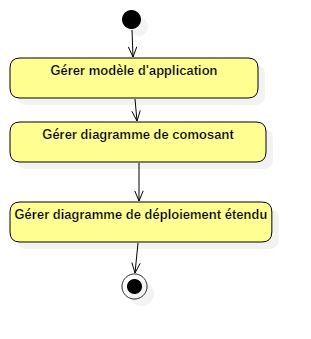 Gérer modèle d'application
Gérer diagramme de comosant
Gérer diagramme de déploiement étendu